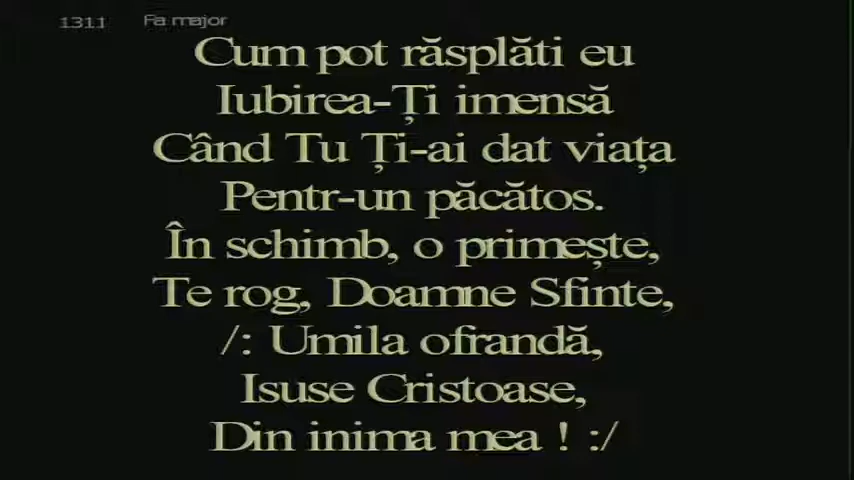 1311 Fa major
Cum pot răsplăti eu
Iubirea-Ți imensă
Când Tu Ți-ai dat viața
Pentr-un păcătos.
În schimb, o primește,
Te rog, Doamne Sfinte,
/: Umila ofrandă,
Isuse Cristoase,
Din inima mea ! :/